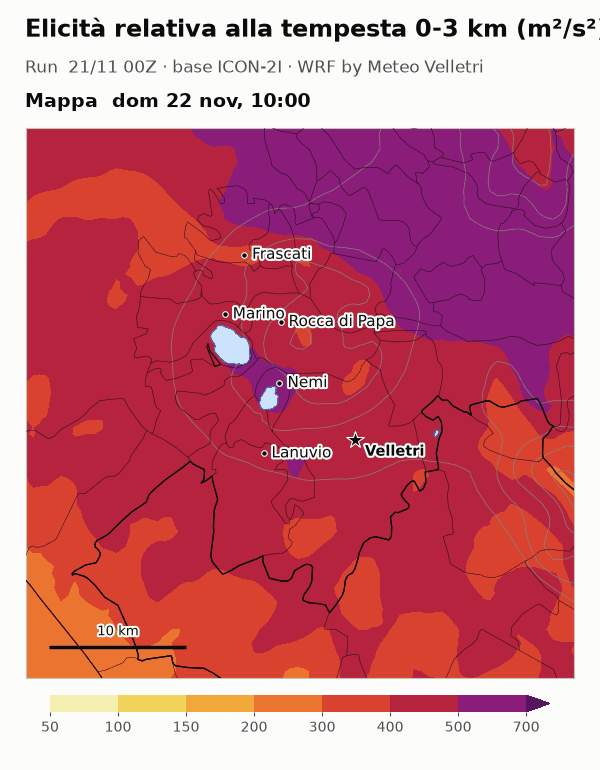 Elicità relativa alla tempesta 0-3 km (m²/s²)
Run 21/11 00Z · base ICON-2I · WRF by Meteo Velletri
Mappa dom 22 nov, 10:00
Frascati
Marino
Rocca di Papa
Nemi
Lanuvio
Velletri
10 km
50 100 150 200 300 400 500 700